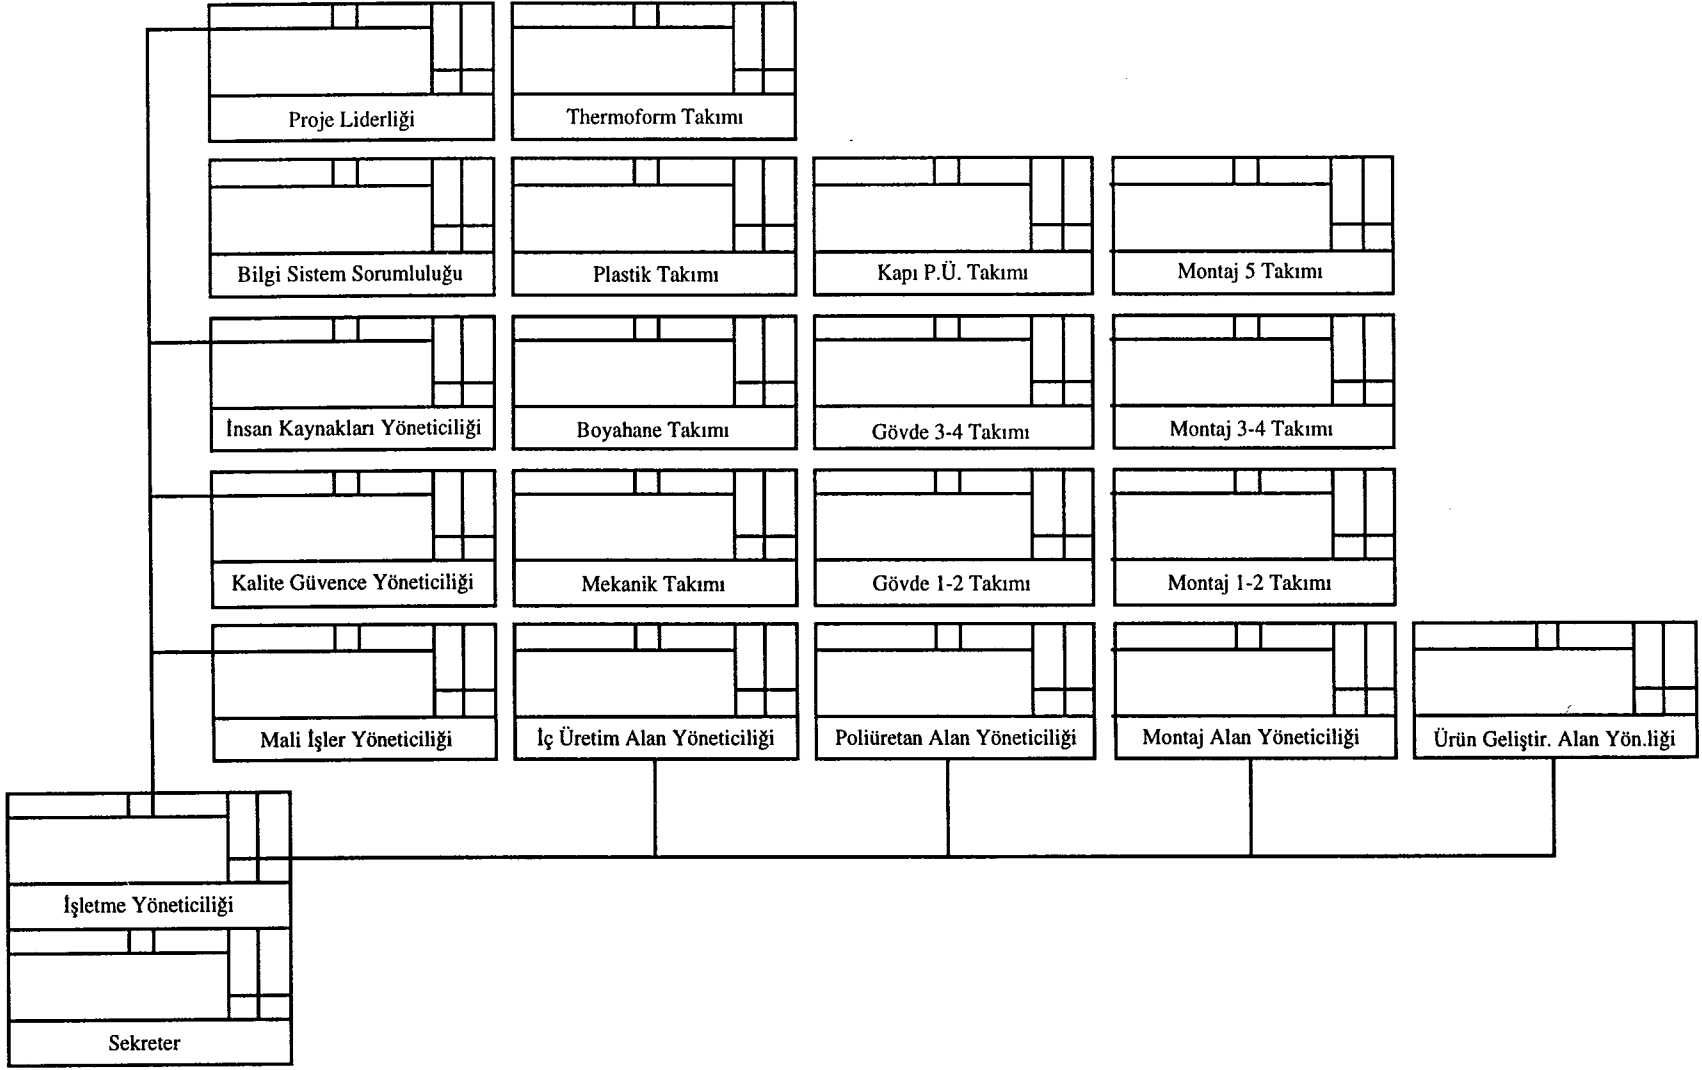 Proje Liderliği
Thermoform Takımı
Bilgi Sistem Sorumluluğu
Plastik Takımı
Kapı P.Ü. Takımı
Montaj 5 Takımı
İnsan Kaynakları Yöneticiliği
Boyahane Takımı
Gövde 3-4 Takımı
Montaj 3-4 Takımı
Kalite Güvence Yöneticiliği
Mekanik Takımı
Gövde 1-2 Takımı
Montaj 1-2 Takımı
Mali İşler Yöneticiliği
İç Üretim Alan Yöneticiliği
Poliüretan Alan Yöneticiliği
Montaj Alan Yöneticiliği
Ürün Geliştir. Alan Yön.liği
İşletme Yöneticiliği
Sekreter